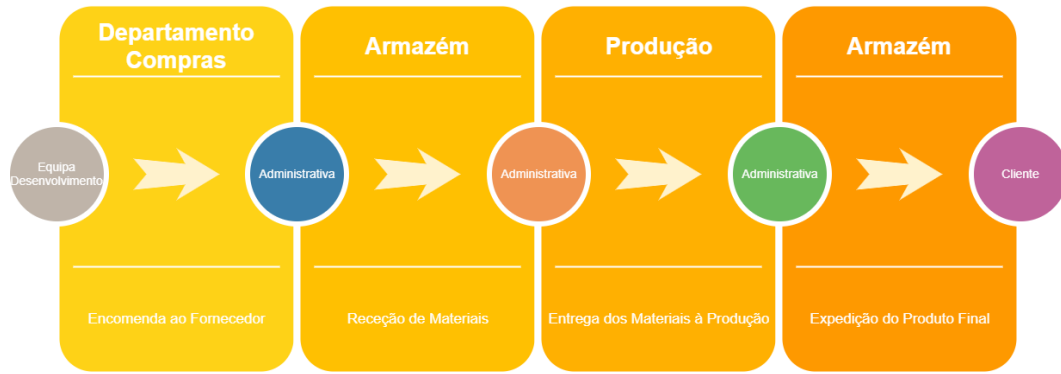 Departamento
Compras
Armazém
Produção
Armazém
Equipa
Desenvolvimento
Administrativa
Administrativa
Administrativa
Cliente
Encomenda ao Fornecedor
Receção de Materiais
Entrega dos Materiais à Produção
Expedição do Produto Final